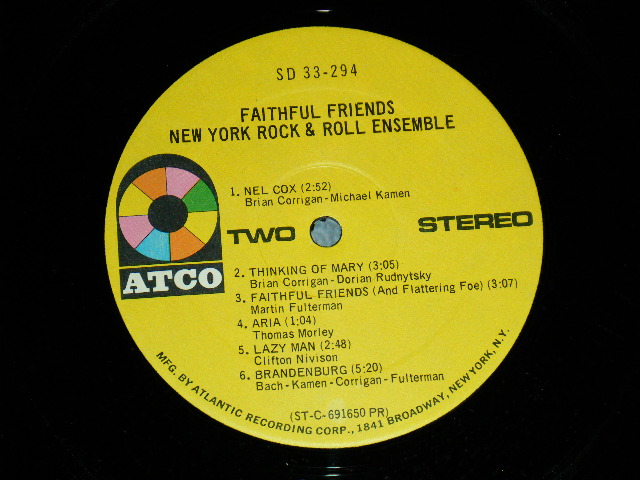 SD 33-294
FAITHFUL FRIENDS
NEW YORK ROCK & ROLL ENSEMBLE
1. NEL COX (2:52)
Brian Corrigan-Michael Kamen
TWO
STEREO
ATCO
2. THINKING OF MARY (3:05)
Brian Corrigan-Dorian Rudnytsky
3. FAITHFUL FRIENDS (And Flattering Foe) (3:07)
Martin Fulterman
4. ARIA (1:04)
Thomas Morley
5. LAZY MAN (2:48)
Clifton Nivison
6. BRANDENBURG (5:20)
Bach-Kamen-Corrigan-Fulterman
(ST-C-691650 PR)
MFG. BY ATLANTIC RECORDING CORP., 1841 BROADWAY, NEW YORK, N.Y.